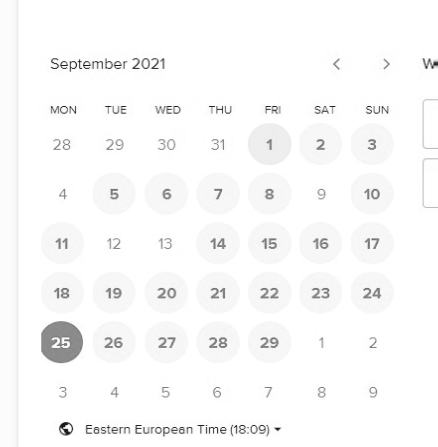 September 2021
MON TUE WED THU FRI SAT SUN
28 29 30 31 1 2 3
4 5 6 7 8 9 10
11 12 13 14 15 16 17
18 19 20 21 22 23 24
25 26 27 28 29 1 2
3 4 5 6 7 8 9
Eastern European Time (18:09)